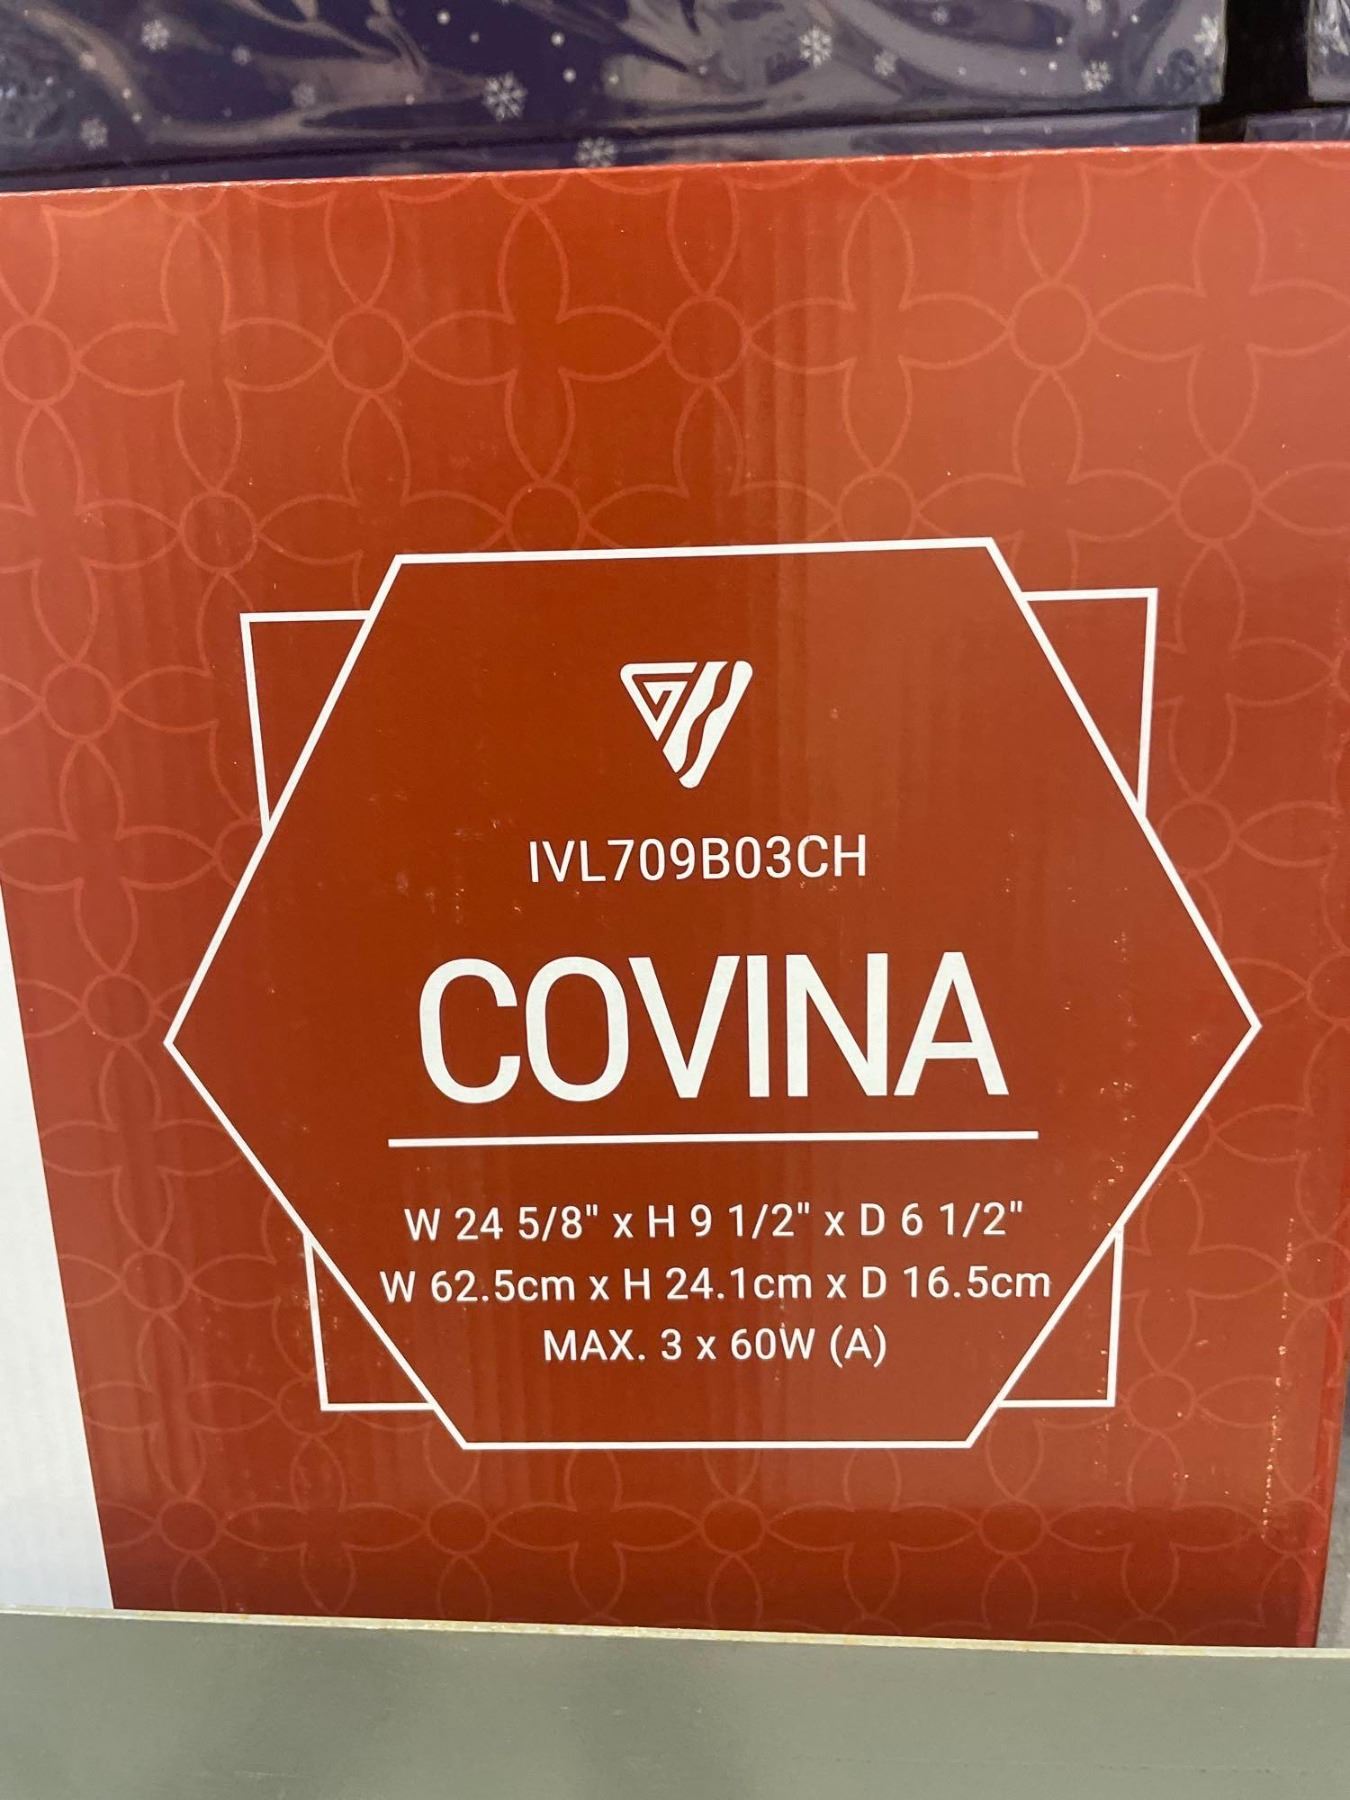 IVL709B03CH
COVINA
W 24 5/8" x H 9 1/2" x D 6 1/2"
W 62.5cm x H 24.1cm x D 16.5cm
MAX. 3 x 60W (A)